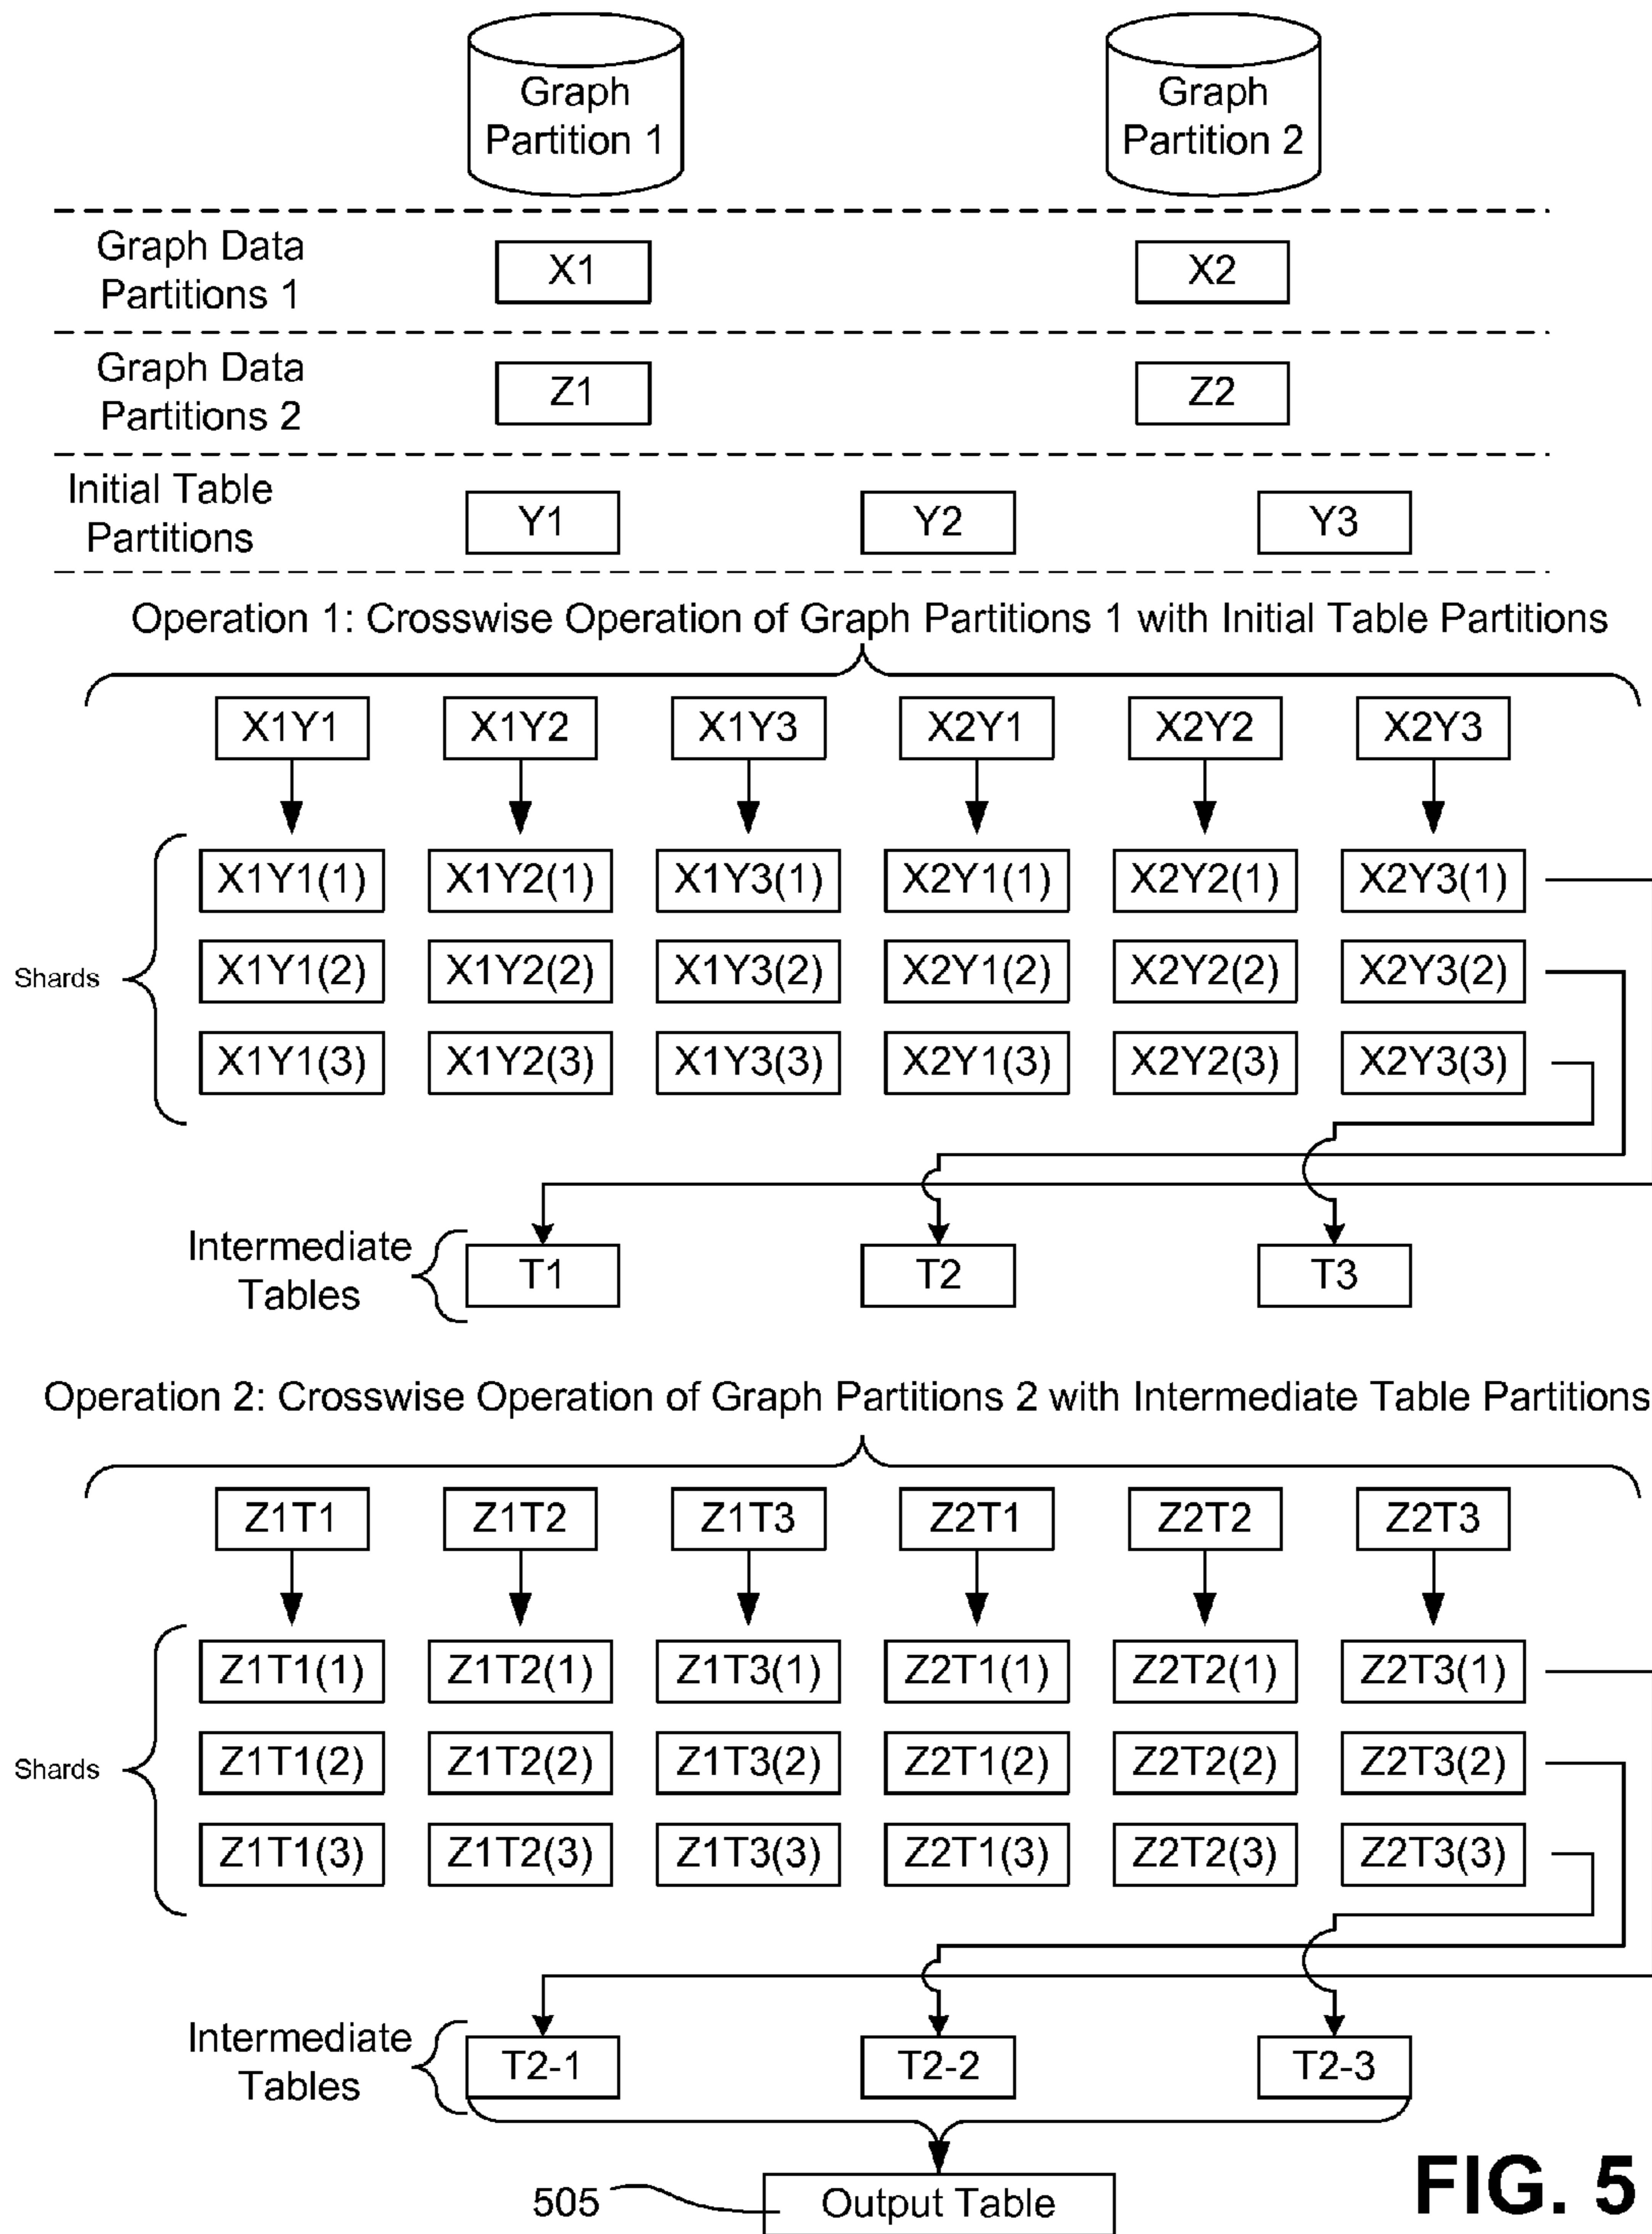 Graph
Partition 1
Graph
Partition 2
Graph Data
Partitions 1
X1
X2
Graph Data
Partitions 2
Z1
Z2
Initial Table
Partitions
Y1
Y2
Y3
Operation 1: Crosswise Operation of Graph Partitions 1 with Initial Table Partitions
X1Y1
X1Y2
X1Y3
X2Y1
X2Y2
X2Y3
Shards
X1Y1(1)
X1Y2(1)
X1Y3(1)
X2Y1(1)
X2Y2(1)
X2Y3(1)
X1Y1(2)
X1Y2(2)
X1Y3(2)
X2Y1(2)
X2Y2(2)
X2Y3(2)
X1Y1(3)
X1Y2(3)
X1Y3(3)
X2Y1(3)
X2Y2(3)
X2Y3(3)
Intermediate
Tables
T1
T2
T3
Operation 2: Crosswise Operation of Graph Partitions 2 with Intermediate Table Partitions
Z1T1
Z1T2
Z1T3
Z2T1
Z2T2
Z2T3
Shards
Z1T1(1)
Z1T2(1)
Z1T3(1)
Z2T1(1)
Z2T2(1)
Z2T3(1)
Z1T1(2)
Z1T2(2)
Z1T3(2)
Z2T1(2)
Z2T2(2)
Z2T3(2)
Z1T1(3)
Z1T2(3)
Z1T3(3)
Z2T1(3)
Z2T2(3)
Z2T3(3)
Intermediate
Tables
T2-1
T2-2
T2-3
505
Output Table
FIG. 5